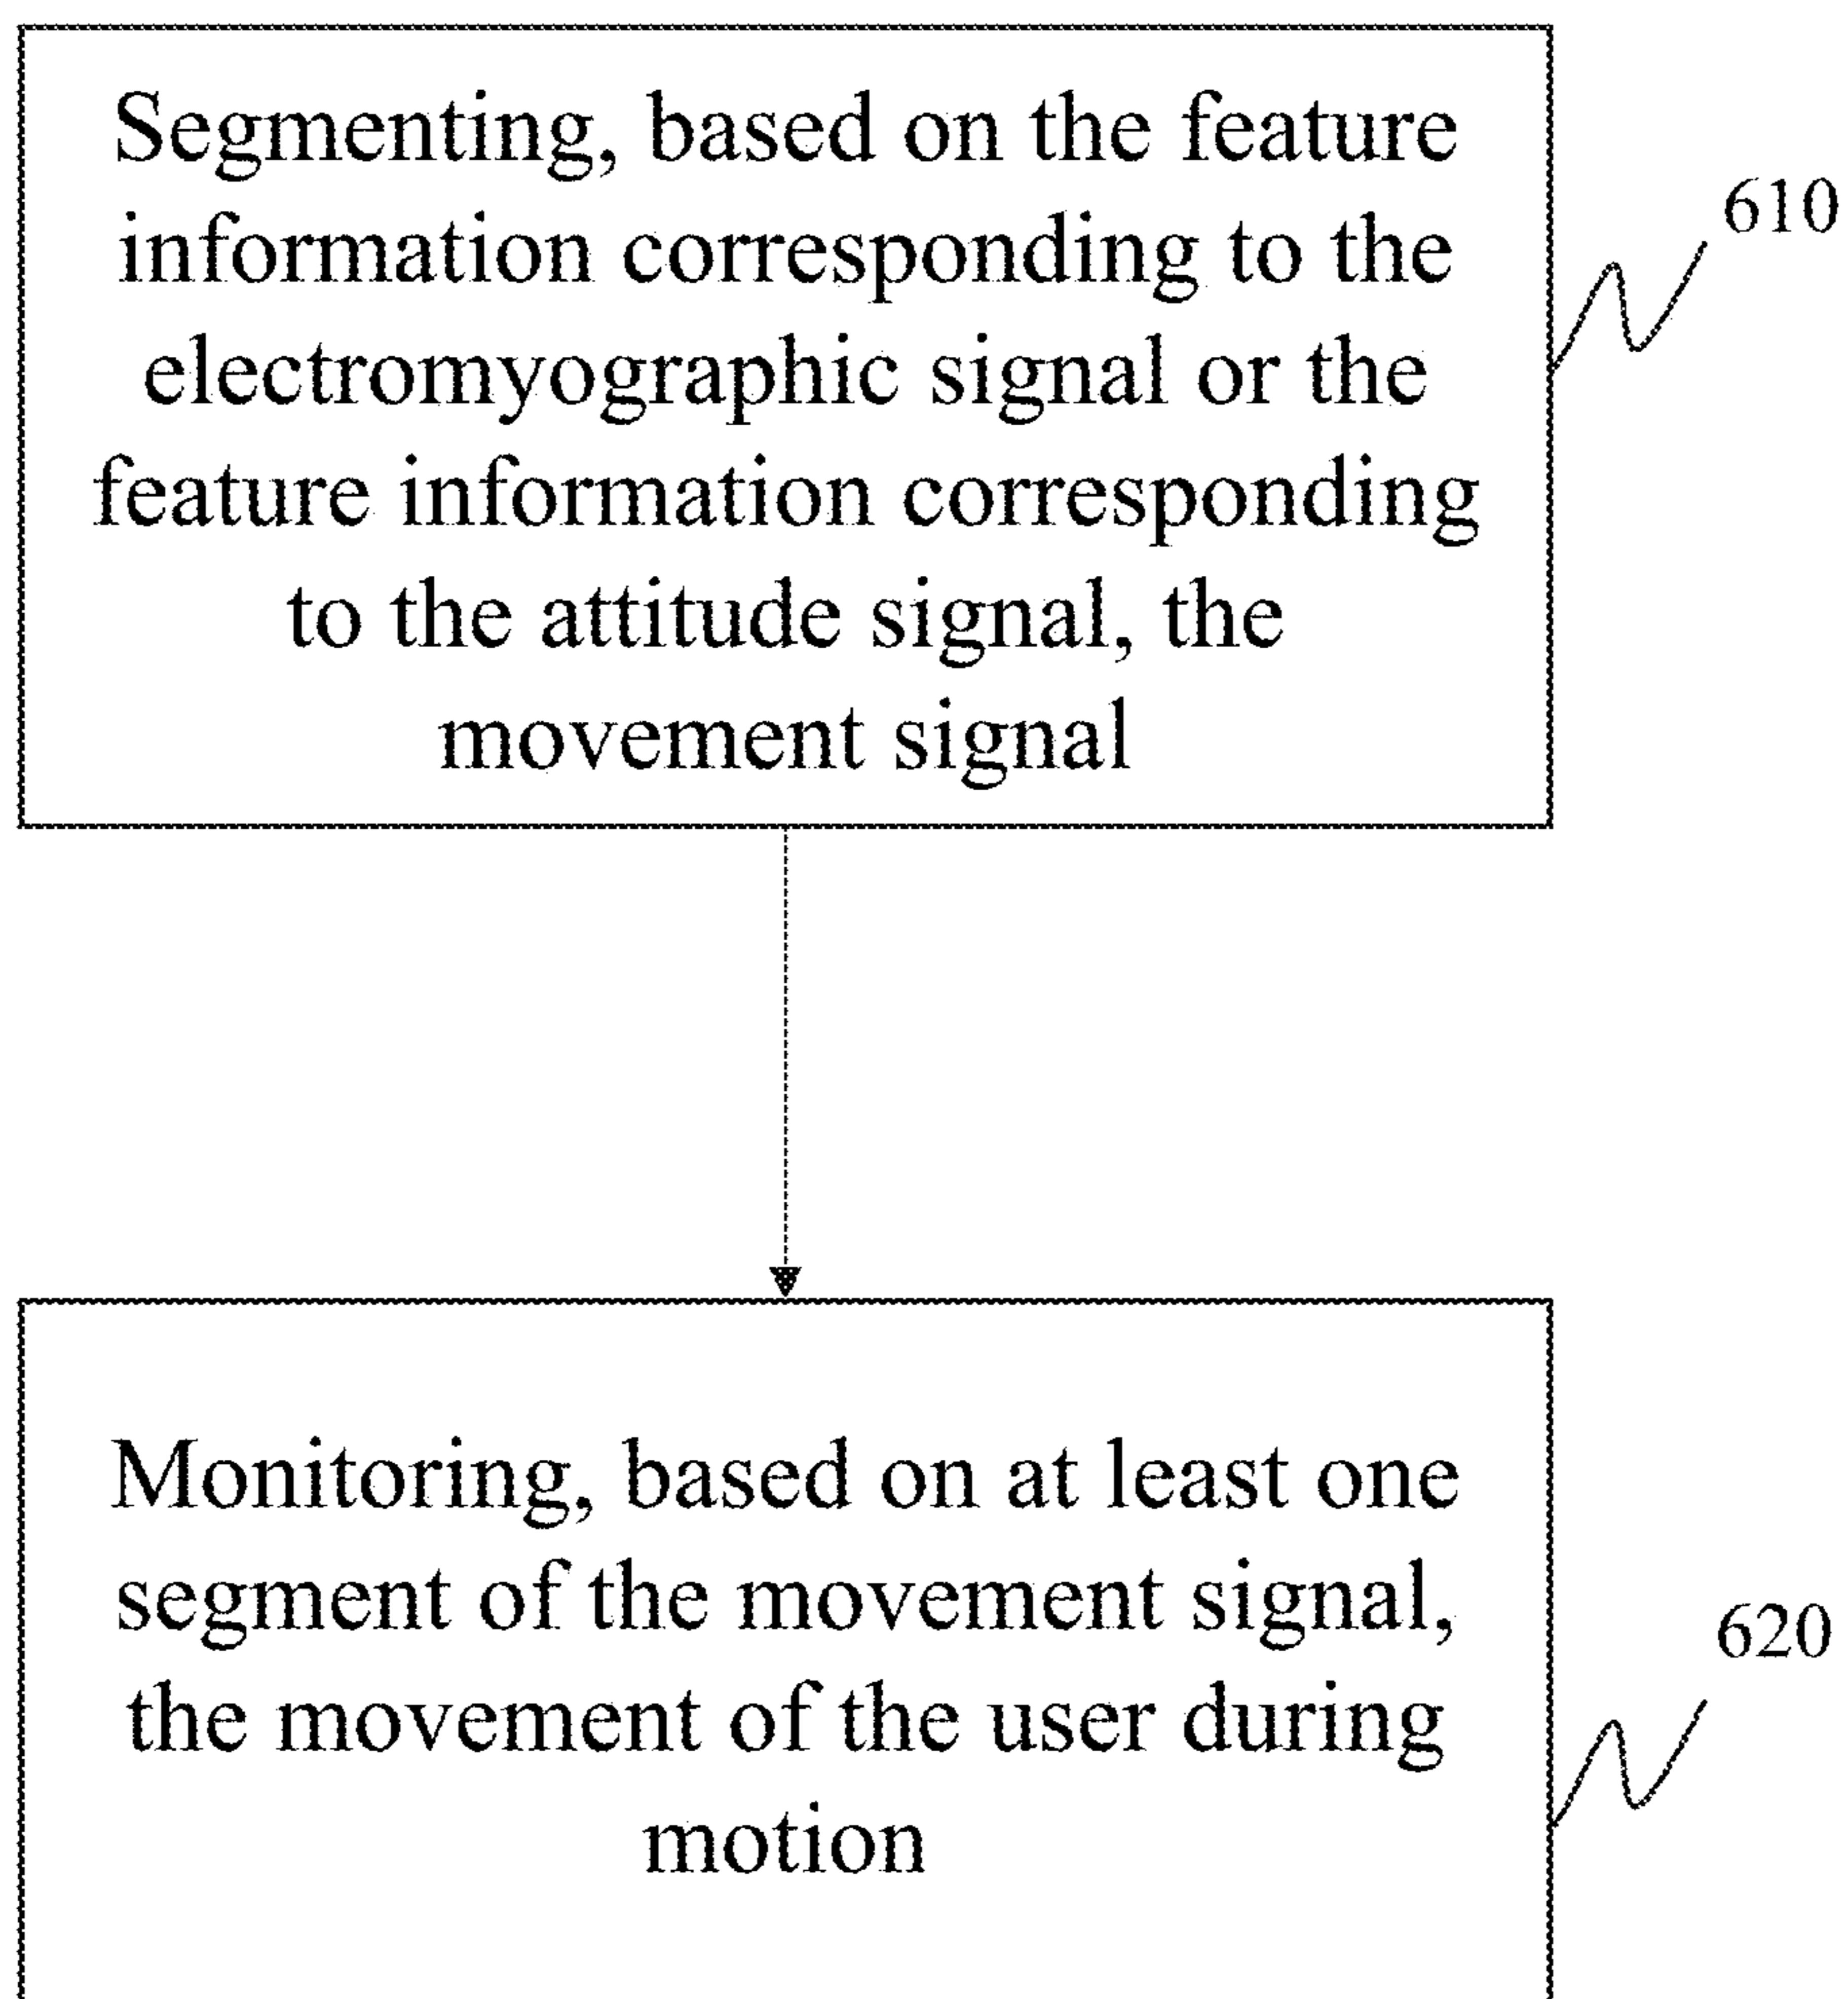 Segmenting, based on the feature
information corresponding to the
electromyographic signal or the
feature information corresponding
to the attitude signal, the
movement signal
610
Monitoring, based on at least one
segment of the movement signal,
the movement of the user during
motion
620